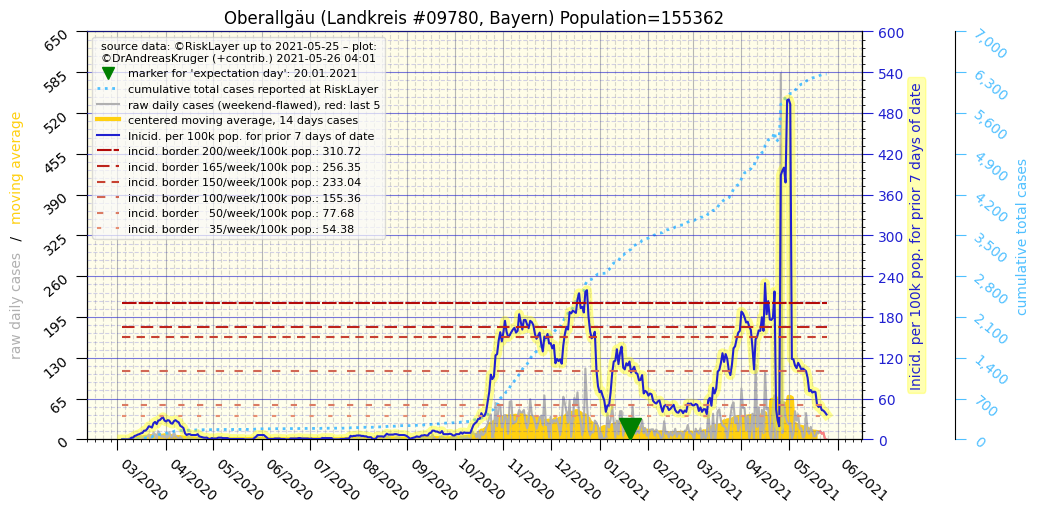 Oberallgäu (Landkreis #09780, Bayern) Population=155362
source data: ©RiskLayer up to 2021-05-25 – plot:
©DrAndreasKruger (+contrib.) 2021-05-26 04:01
marker for 'expectation day': 20.01.2021
cumulative total cases reported at RiskLayer
raw daily cases (weekend-flawed), red: last 5
centered moving average, 14 days cases
Inicid. per 100k pop. for prior 7 days of date
incid. border 200/week/100k pop.: 310.72
incid. border 165/week/100k pop.: 256.35
incid. border 150/week/100k pop.: 233.04
incid. border 100/week/100k pop.: 155.36
incid. border   50/week/100k pop.: 77.68
incid. border   35/week/100k pop.: 54.38
raw daily cases / moving average
650
585
520
455
390
325
260
195
130
65
0
600
540
480
420
360
300
240
180
120
60
0
Inicid. per 100k pop. for prior 7 days of date
7,000
6,300
5,600
4,900
4,200
3,500
2,800
2,100
1,400
700
0
cumulative total cases
03/2020
04/2020
05/2020
06/2020
07/2020
08/2020
09/2020
10/2020
11/2020
12/2020
01/2021
02/2021
03/2021
04/2021
05/2021
06/2021